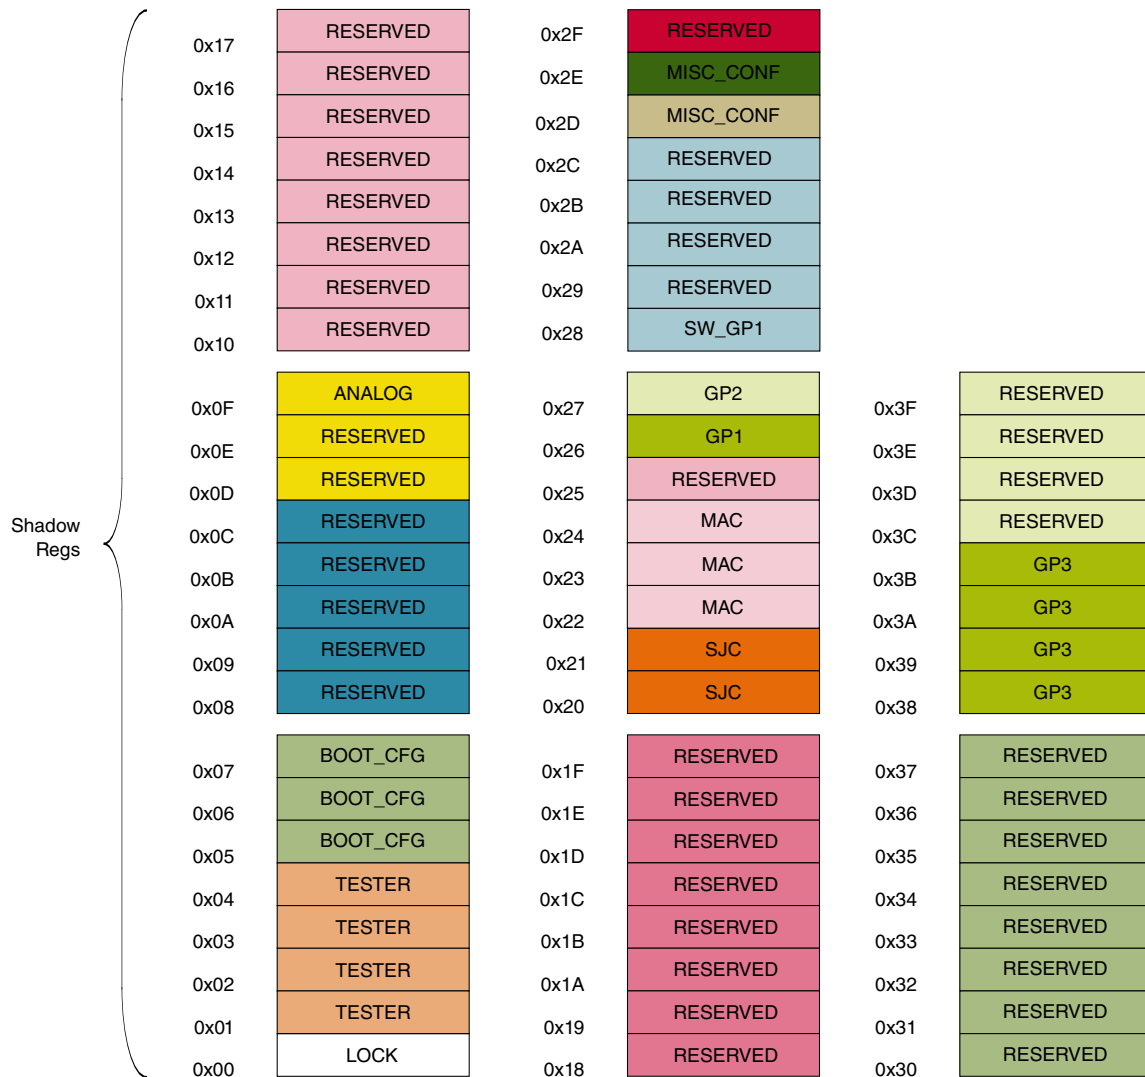 0x17 RESERVED 0x2F RESERVED
0x16 RESERVED 0x2E MISC_CONF
0x15 RESERVED 0x2D MISC_CONF
0x14 RESERVED 0x2C RESERVED
0x13 RESERVED 0x2B RESERVED
0x12 RESERVED 0x2A RESERVED
0x11 RESERVED 0x29 RESERVED
0x10 RESERVED 0x28 SW_GP1
0x0F ANALOG 0x27 GP2 0x3F RESERVED
0x0E RESERVED 0x26 GP1 0x3E RESERVED
0x0D RESERVED 0x25 RESERVED 0x3D RESERVED
Shadow Regs
0x0C RESERVED 0x24 MAC 0x3C RESERVED
0x0B RESERVED 0x23 MAC 0x3B GP3
0x0A RESERVED 0x22 MAC 0x3A GP3
0x09 RESERVED 0x21 SJC 0x39 GP3
0x08 RESERVED 0x20 SJC 0x38 GP3
0x07 BOOT_CFG 0x1F RESERVED 0x37 RESERVED
0x06 BOOT_CFG 0x1E RESERVED 0x36 RESERVED
0x05 BOOT_CFG 0x1D RESERVED 0x35 RESERVED
0x04 TESTER 0x1C RESERVED 0x34 RESERVED
0x03 TESTER 0x1B RESERVED 0x33 RESERVED
0x02 TESTER 0x1A RESERVED 0x32 RESERVED
0x01 TESTER 0x19 RESERVED 0x31 RESERVED
0x00 LOCK 0x18 RESERVED 0x30 RESERVED